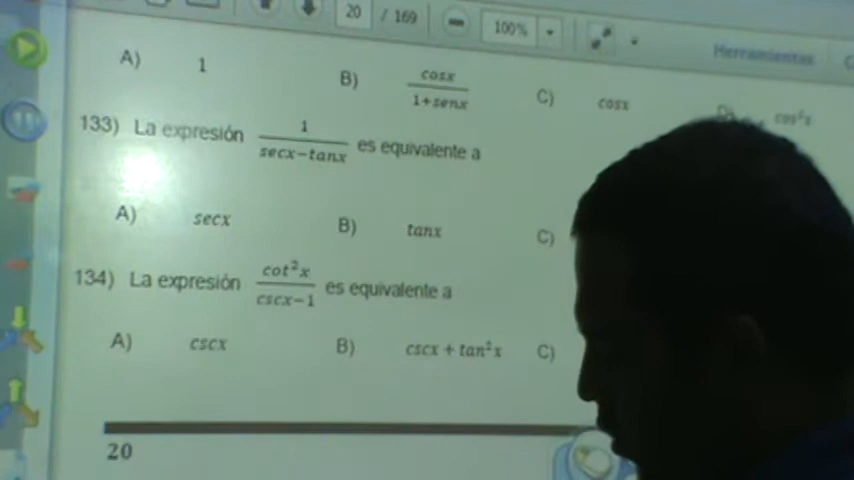 20 / 169
100%
Herramientas
A) 1 B) cosx / 1+senx C) cosx cos²x
133) La expresión 1 / secx−tanx es equivalente a
A) secx B) tanx C)
134) La expresión cot²x / cscx−1 es equivalente a
A) cscx B) cscx + tan²x C)
20